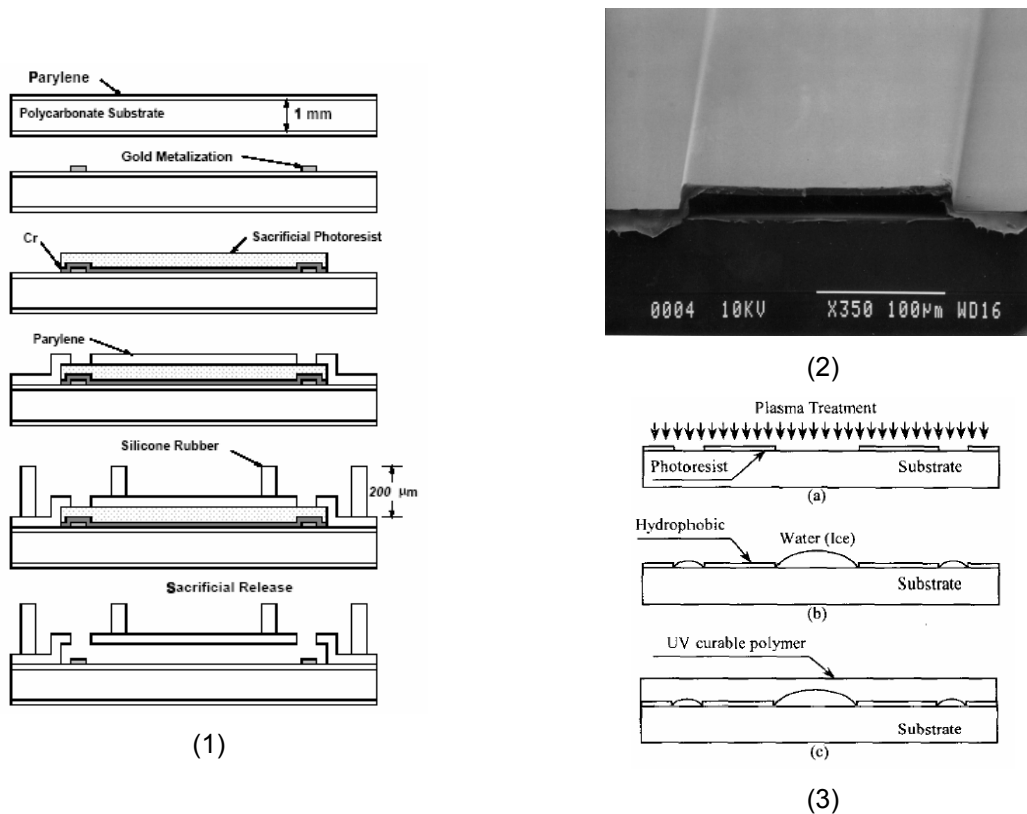 Parylene
Polycarbonate Substrate
1 mm
Gold Metalization
Cr
Sacrificial Photoresist
Parylene
Silicone Rubber
200 µm
Sacrificial Release
(1)
0004 10KV X350 100µm WD16
(2)
Plasma Treatment
Photoresist
Substrate
(a)
Hydrophobic
Water (Ice)
Substrate
(b)
UV curable polymer
Substrate
(c)
(3)